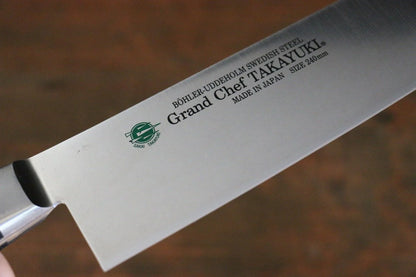 BÖHLER-UDDEHOLM SWEDISH STEEL
Grand Chef TAKAYUKI®
MADE IN JAPAN SIZE 240mm